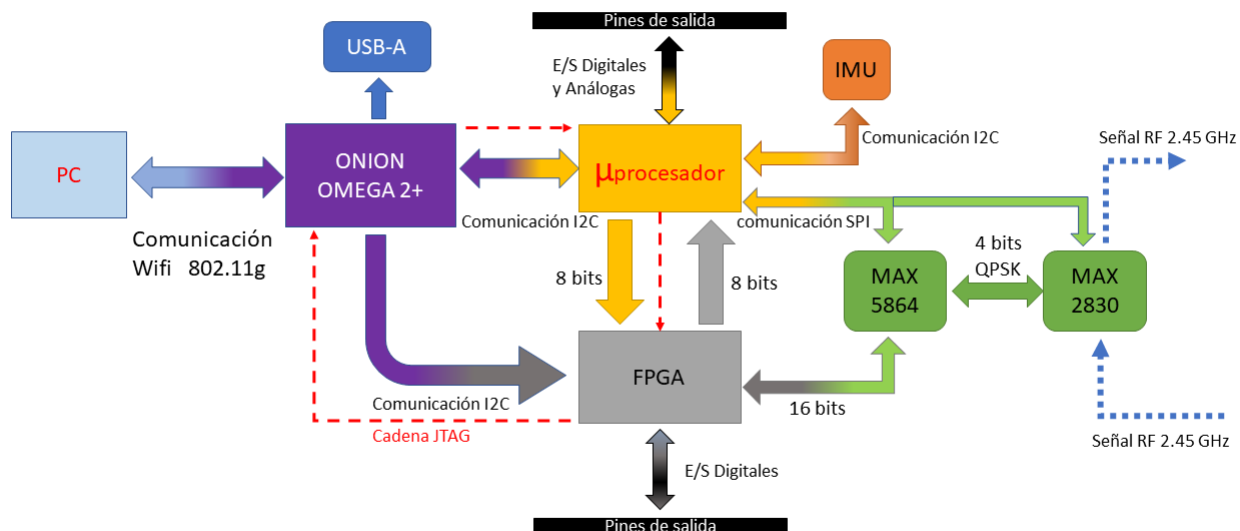 Pines de salida
USB-A
E/S Digitales
y Análogas
IMU
PC
ONION
OMEGA 2+
µprocesador
Comunicación I2C
Señal RF 2.45 GHz
Comunicación
Wifi 802.11g
Comunicación I2C
comunicación SPI
8 bits
8 bits
MAX
5864
4 bits
QPSK
MAX
2830
FPGA
Comunicación I2C
16 bits
Cadena JTAG
Señal RF 2.45 GHz
E/S Digitales
Pines de salida